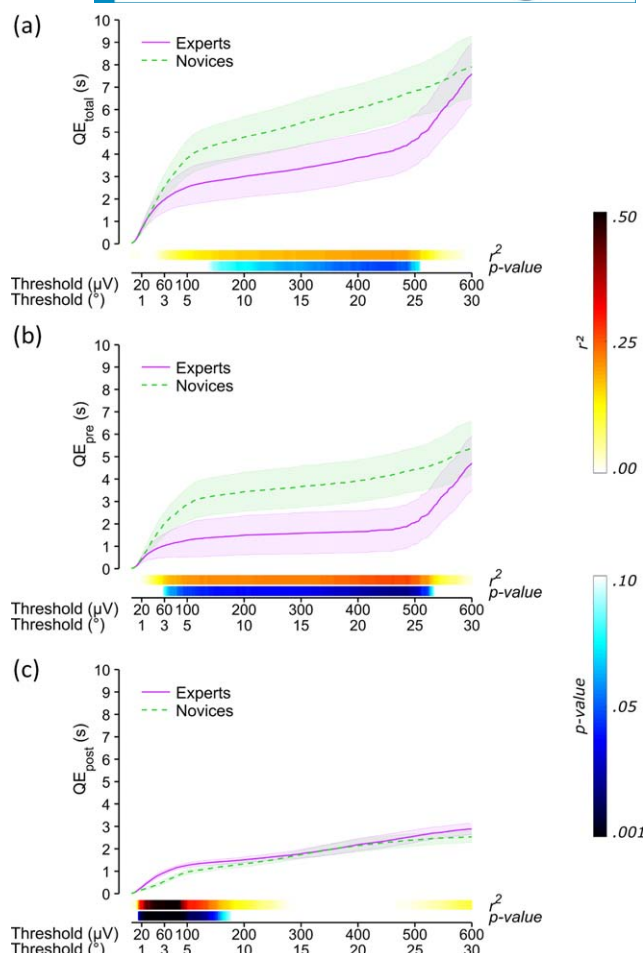 (a)
10
9
8
7
6
5
4
3
2
1
0
QE_total (s)
Experts
Novices
r²
p-value
Threshold (µV) 20 60 100 200 300 400 500 600
Threshold (°) 1 3 5 10 15 20 25 30
(b)
10
9
8
7
6
5
4
3
2
1
0
QE_pre (s)
Experts
Novices
r²
p-value
Threshold (µV) 20 60 100 200 300 400 500 600
Threshold (°) 1 3 5 10 15 20 25 30
(c)
10
9
8
7
6
5
4
3
2
1
0
QE_post (s)
Experts
Novices
r²
p-value
Threshold (µV) 20 60 100 200 300 400 500 600
Threshold (°) 1 3 5 10 15 20 25 30
.50
r²
.25
.00
.10
p-value
.05
.001